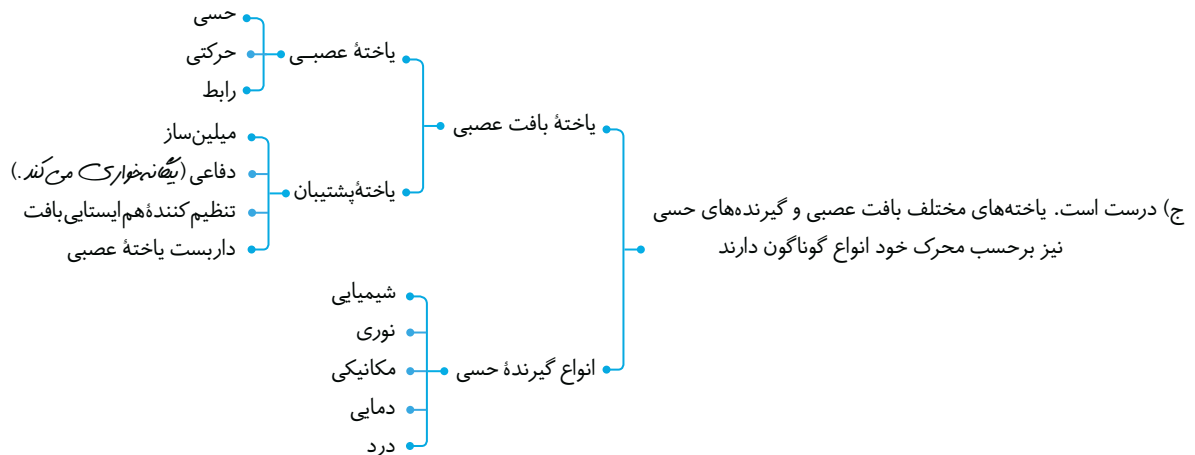 ج) درست است. یاخته‌های مختلف بافت عصبی و گیرنده‌های حسی
نیز برحسب محرک خود انواع گوناگون دارند
یاختهٔ بافت عصبی
یاختهٔ عصبـی
حسی
حرکتی
رابط
یاختهٔ‌پشتیبان
میلین‌ساز
دفاعی (بیگانه‌خواری می‌کند.)
تنظیم‌کنندهٔ هم‌ایستایی بافت
داربست یاختهٔ عصبی
انواع گیرندهٔ حسی
شیمیایی
نوری
مکانیکی
دمایی
درد